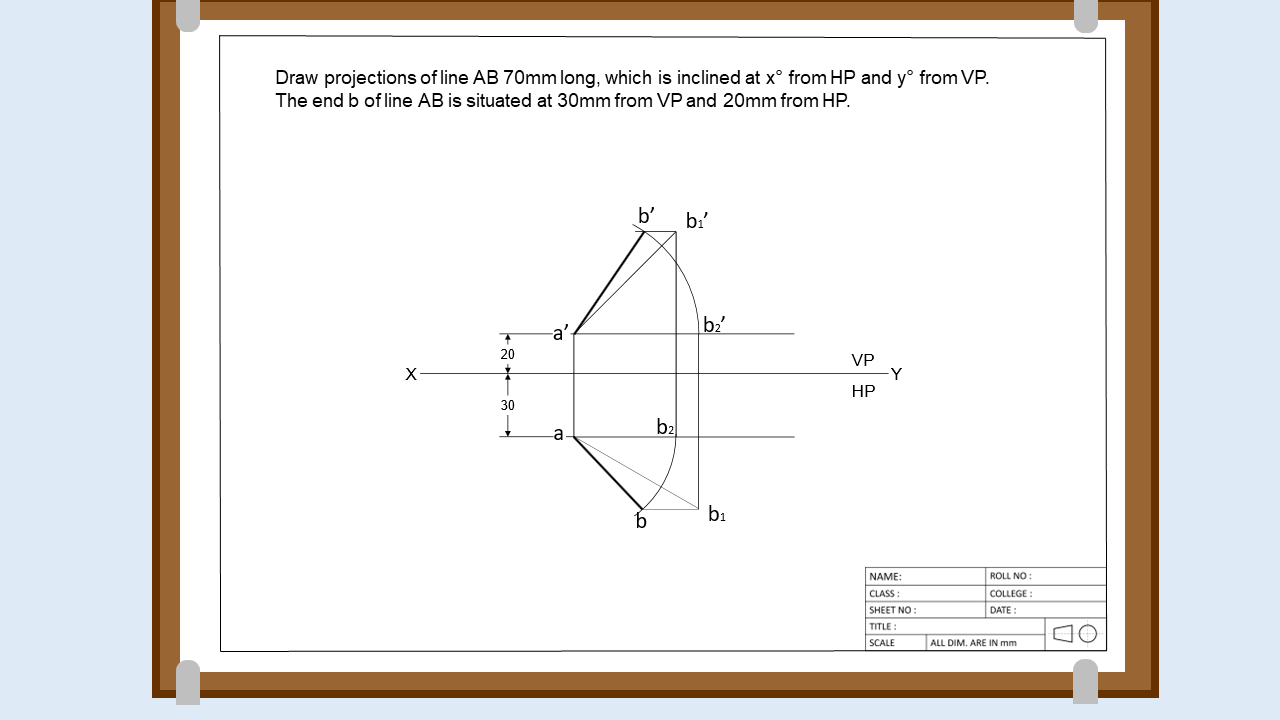 Draw projections of line AB 70mm long, which is inclined at x° from HP and y° from VP.
The end b of line AB is situated at 30mm from VP and 20mm from HP.
b’
b1’
a’
b2’
20
VP
X
Y
HP
30
a
b2
b
b1
NAME:
ROLL NO :
CLASS :
COLLEGE :
SHEET NO :
DATE :
TITLE :
SCALE
ALL DIM. ARE IN mm